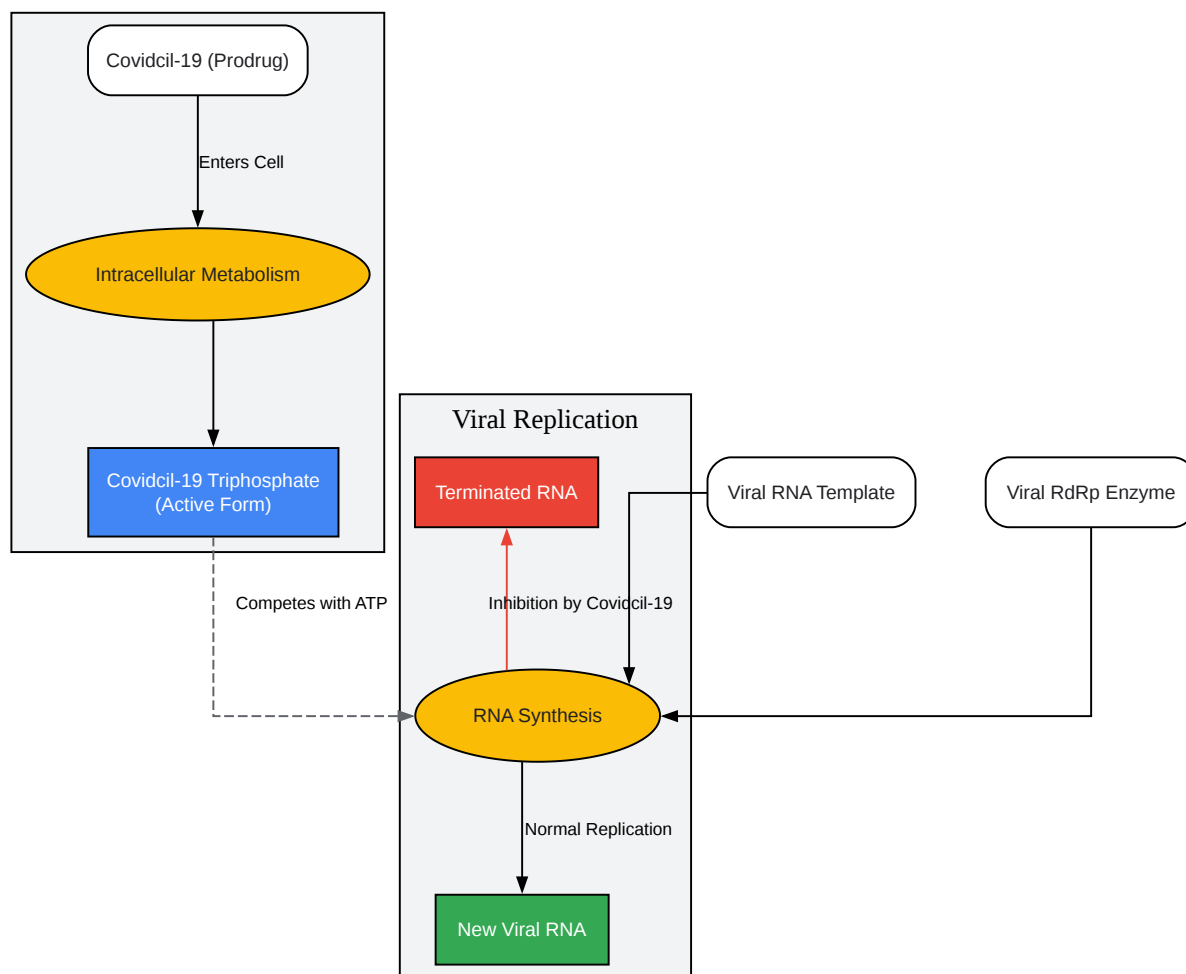 Covidcil-19 (Prodrug)
Enters Cell
Intracellular Metabolism
Covidcil-19 Triphosphate
(Active Form)
Competes with ATP
Viral Replication
Terminated RNA
Viral RNA Template
Viral RdRp Enzyme
Inhibition by Covidcil-19
RNA Synthesis
Normal Replication
New Viral RNA